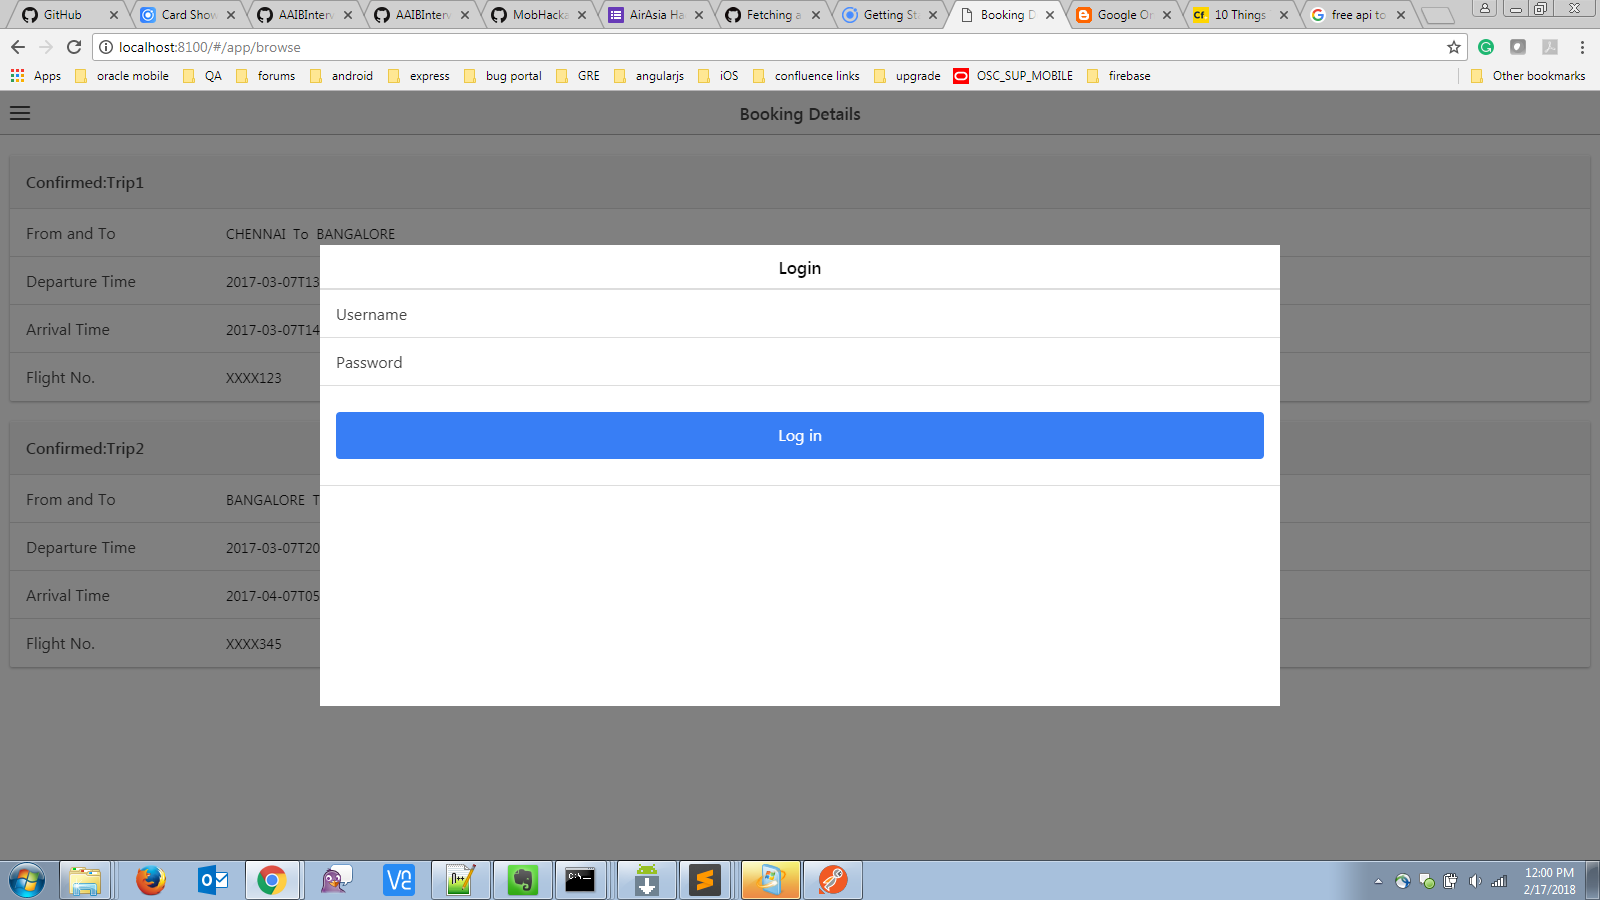 GitHub
Card Show
AAIBInterv
AAIBInterv
MobHacka
AirAsia Ha
Fetching a
Getting St
Booking D
Google Or
Cf. 10 Things
free api to
localhost:8100/#/app/browse
Apps oracle mobile QA forums android express bug portal GRE angularjs iOS confluence links upgrade OSC_SUP_MOBILE firebase Other bookmarks
Booking Details
Confirmed:Trip1
From and To CHENNAI To BANGALORE
Departure Time 2017-03-07T13
Arrival Time 2017-03-07T14
Flight No. XXXX123
Confirmed:Trip2
From and To BANGALORE T
Departure Time 2017-03-07T20
Arrival Time 2017-04-07T05
Flight No. XXXX345
Login
Username
Password
Log in
12:00 PM
2/17/2018